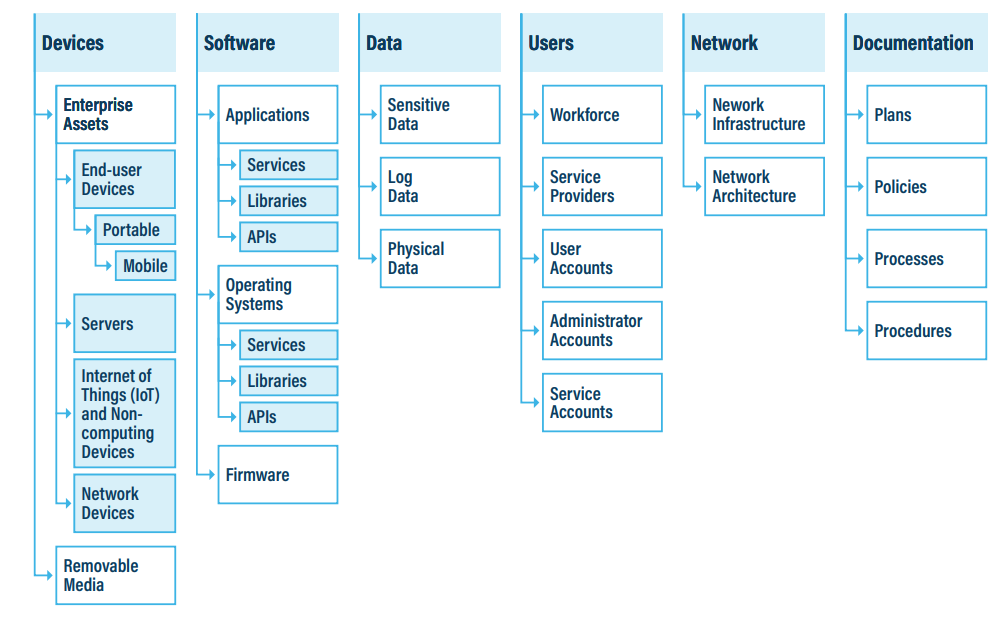 Devices
Enterprise
Assets
End-user
Devices
Portable
Mobile
Servers
Internet of
Things (IoT)
and Non-
computing
Devices
Network
Devices
Removable
Media
Software
Applications
Services
Libraries
APIs
Operating
Systems
Services
Libraries
APIs
Firmware
Data
Sensitive
Data
Log
Data
Physical
Data
Users
Workforce
Service
Providers
User
Accounts
Administrator
Accounts
Service
Accounts
Network
Nework
Infrastructure
Network
Architecture
Documentation
Plans
Policies
Processes
Procedures